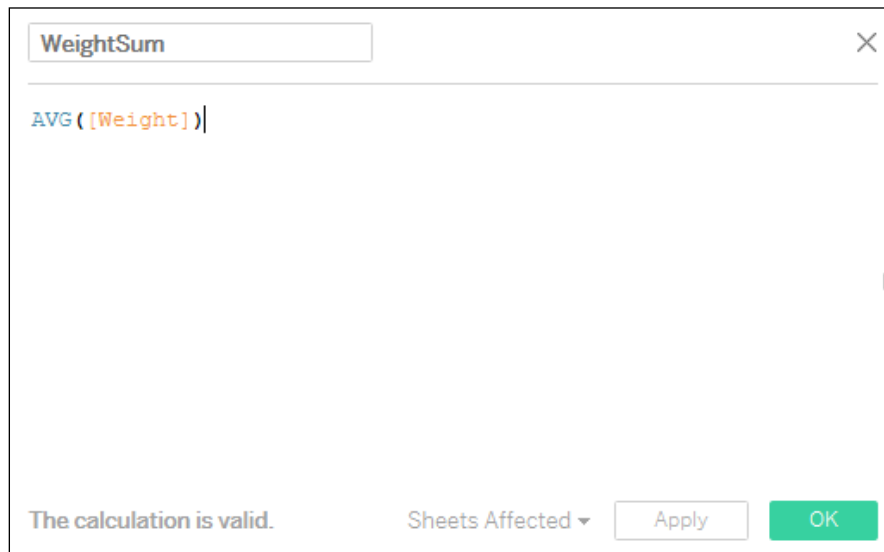 WeightSum
AVG([Weight])
The calculation is valid.
Sheets Affected
Apply
OK